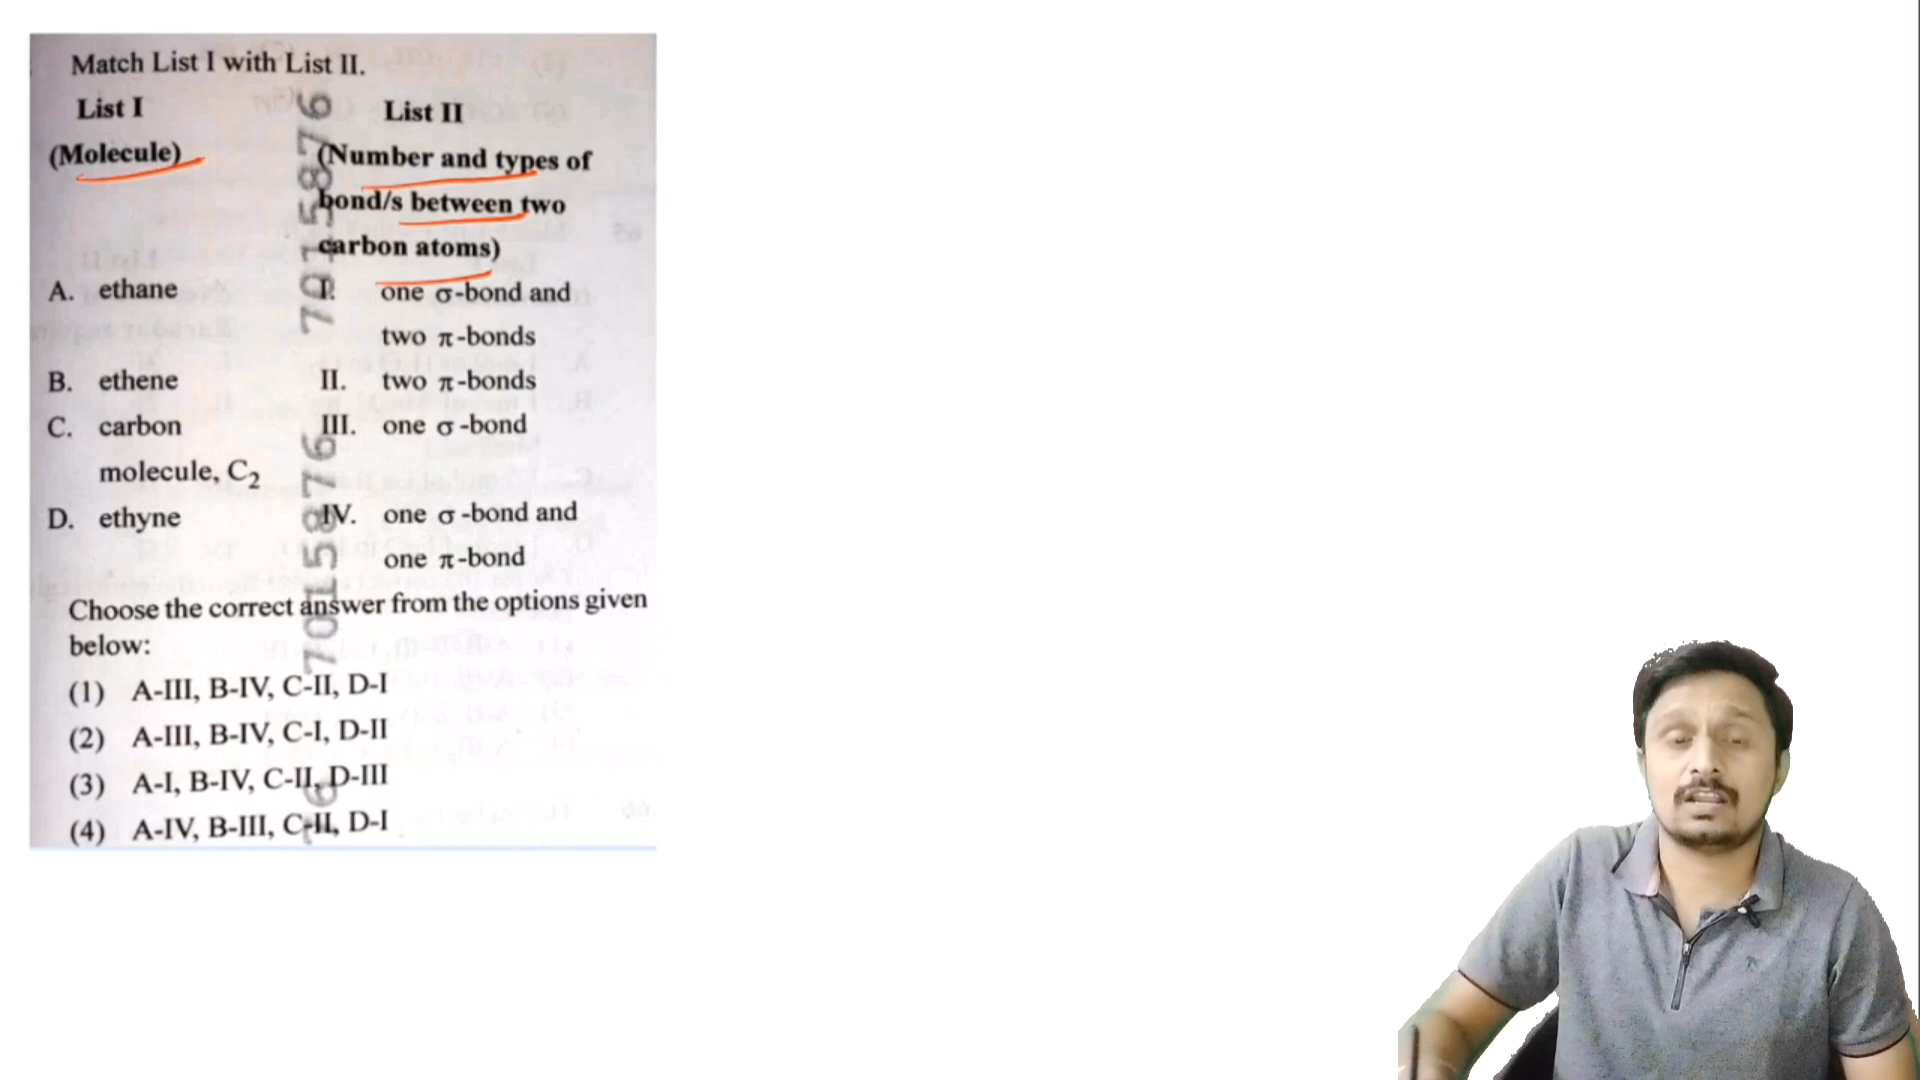 Match List I with List II.
List I List II
(Molecule) (Number and types of
bond/s between two
carbon atoms)
A. ethane I. one σ-bond and
two π-bonds
B. ethene II. two π-bonds
C. carbon III. one σ-bond
molecule, C₂
D. ethyne IV. one σ-bond and
one π-bond
Choose the correct answer from the options given
below:
(1) A-III, B-IV, C-II, D-I
(2) A-III, B-IV, C-I, D-II
(3) A-I, B-IV, C-II, D-III
(4) A-IV, B-III, C-II, D-I
7015876
7015876